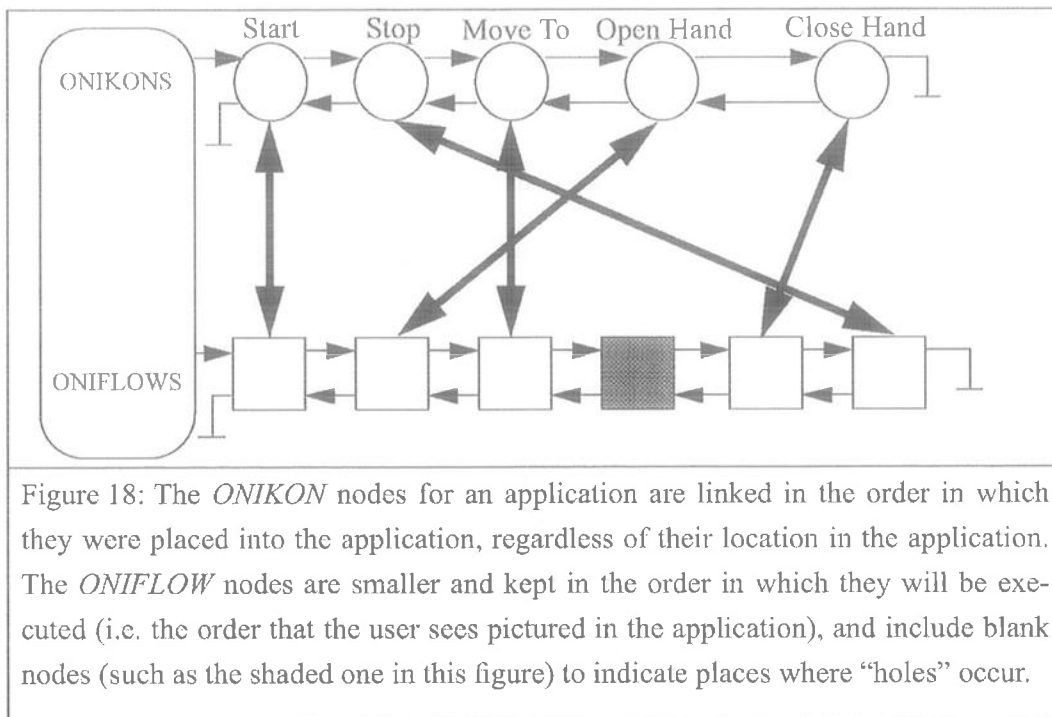 Start Stop Move To Open Hand Close Hand
ONIKONS
ONIFLOWS
Figure 18: The ONIKON nodes for an application are linked in the order in which
they were placed into the application, regardless of their location in the application.
The ONIFLOW nodes are smaller and kept in the order in which they will be exe-
cuted (i.e. the order that the user sees pictured in the application), and include blank
nodes (such as the shaded one in this figure) to indicate places where “holes” occur.